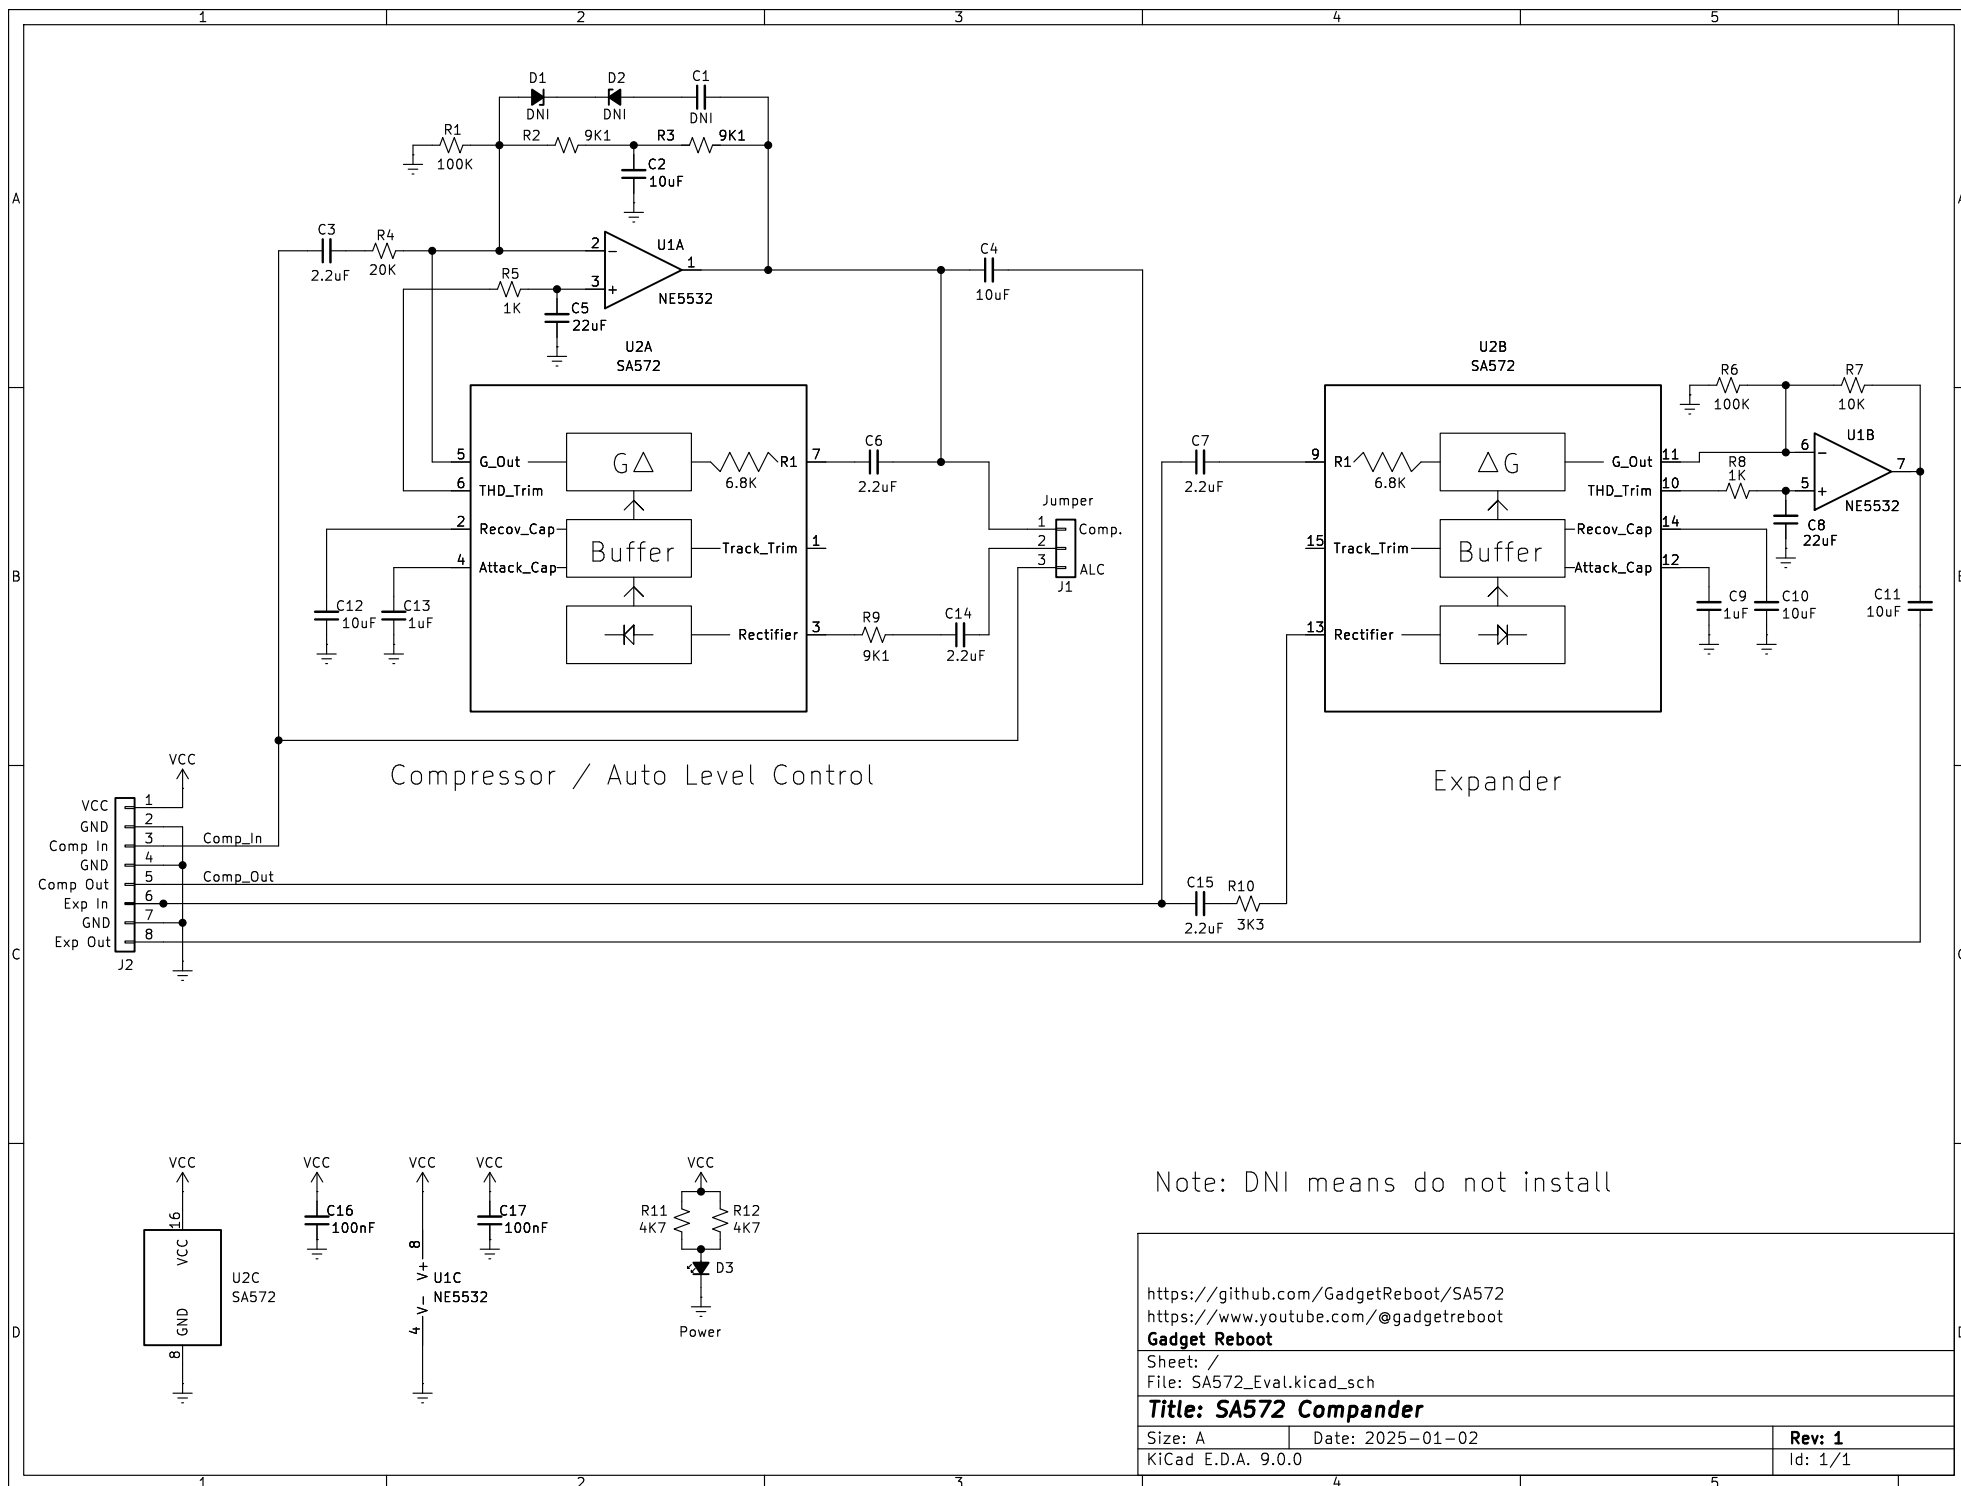 1 2 3 4 5
D1 D2 C1
DNI DNI DNI
R1 R2 9K1 R3 9K1
100K
C2
10uF
A
C3 R4
2.2uF 20K
2 − U1A 1
R5 3 +
1K NE5532
C5
22uF
C4
10uF
U2A
SA572
5 G_Out G△ 6.8K R1 7
6 THD_Trim
2 Recov_Cap
Buffer Track_Trim 1
4 Attack_Cap
Rectifier 3
C6
2.2uF
Jumper
1 Comp.
2
3 ALC
J1
C12
10uF
C13
1uF
R9
9K1
C14
2.2uF
B
U2B
SA572
9 R1 6.8K △G G_Out 11
THD_Trim 10
Recov_Cap 14
15 Track_Trim Buffer
Attack_Cap 12
13 Rectifier
C7
2.2uF
R6 R7
100K 10K
U1B
6 −
R8
1K
5 + 7
NE5532
C8
22uF
C9
1uF
C10
10uF
C11
10uF
Compressor / Auto Level Control
Expander
VCC
VCC 1
GND 2
Comp In 3 Comp_In
GND 4
Comp Out 5 Comp_Out
Exp In 6
GND 7
Exp Out 8
J2
C15 R10
2.2uF 3K3
C
VCC VCC VCC VCC VCC
16
VCC
GND
8
U2C
SA572
C16
100nF
8
V+
V-
4
U1C
NE5532
C17
100nF
R11 R12
4K7 4K7
D3
Power
D
Note: DNI means do not install
https://github.com/GadgetReboot/SA572
https://www.youtube.com/@gadgetreboot
Gadget Reboot
Sheet: /
File: SA572_Eval.kicad_sch
Title: SA572 Compander
Size: A Date: 2025-01-02 Rev: 1
KiCad E.D.A. 9.0.0 Id: 1/1
1 2 3 4 5